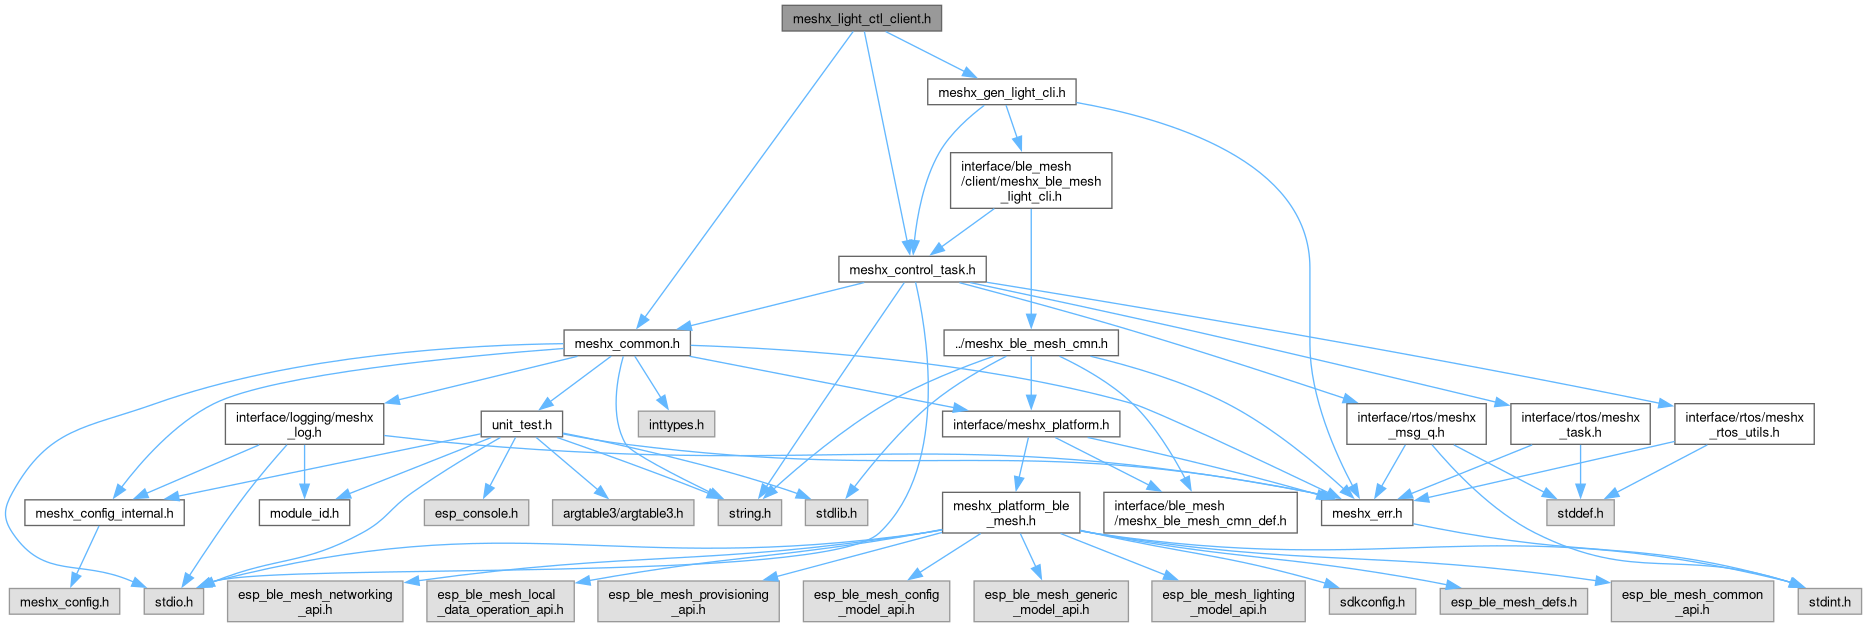 meshx_light_ctl_client.h
meshx_gen_light_cli.h
interface/ble_mesh
/client/meshx_ble_mesh
_light_cli.h
meshx_control_task.h
meshx_common.h
../meshx_ble_mesh_cmn.h
interface/logging/meshx
_log.h
unit_test.h
inttypes.h
interface/meshx_platform.h
interface/rtos/meshx
_msg_q.h
interface/rtos/meshx
_task.h
interface/rtos/meshx
_rtos_utils.h
meshx_config_internal.h
module_id.h
esp_console.h
argtable3/argtable3.h
string.h
stdlib.h
meshx_platform_ble
_mesh.h
interface/ble_mesh
/meshx_ble_mesh_cmn_def.h
meshx_err.h
stddef.h
meshx_config.h
stdio.h
esp_ble_mesh_networking
_api.h
esp_ble_mesh_local
_data_operation_api.h
esp_ble_mesh_provisioning
_api.h
esp_ble_mesh_config
_model_api.h
esp_ble_mesh_generic
_model_api.h
esp_ble_mesh_lighting
_model_api.h
sdkconfig.h
esp_ble_mesh_defs.h
esp_ble_mesh_common
_api.h
stdint.h